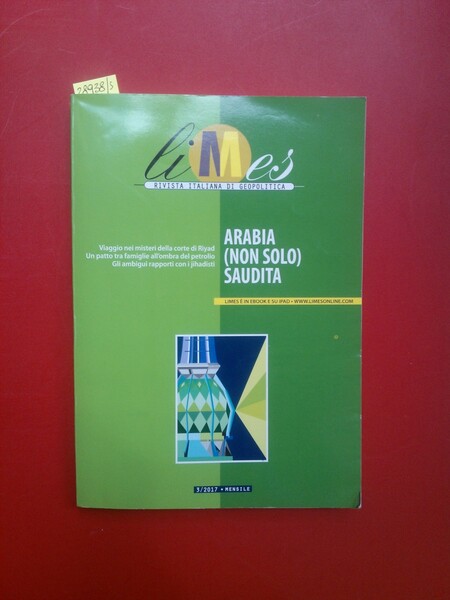 28938/S
liMes
RIVISTA ITALIANA DI GEOPOLITICA
Viaggio nei misteri della corte di Riyad
Un patto tra famiglie all'ombra del petrolio
Gli ambigui rapporti con i jihadisti
ARABIA
(NON SOLO)
SAUDITA
LIMES È IN EBOOK E SU IPAD • WWW.LIMESONLINE.COM
3/2017 • MENSILE